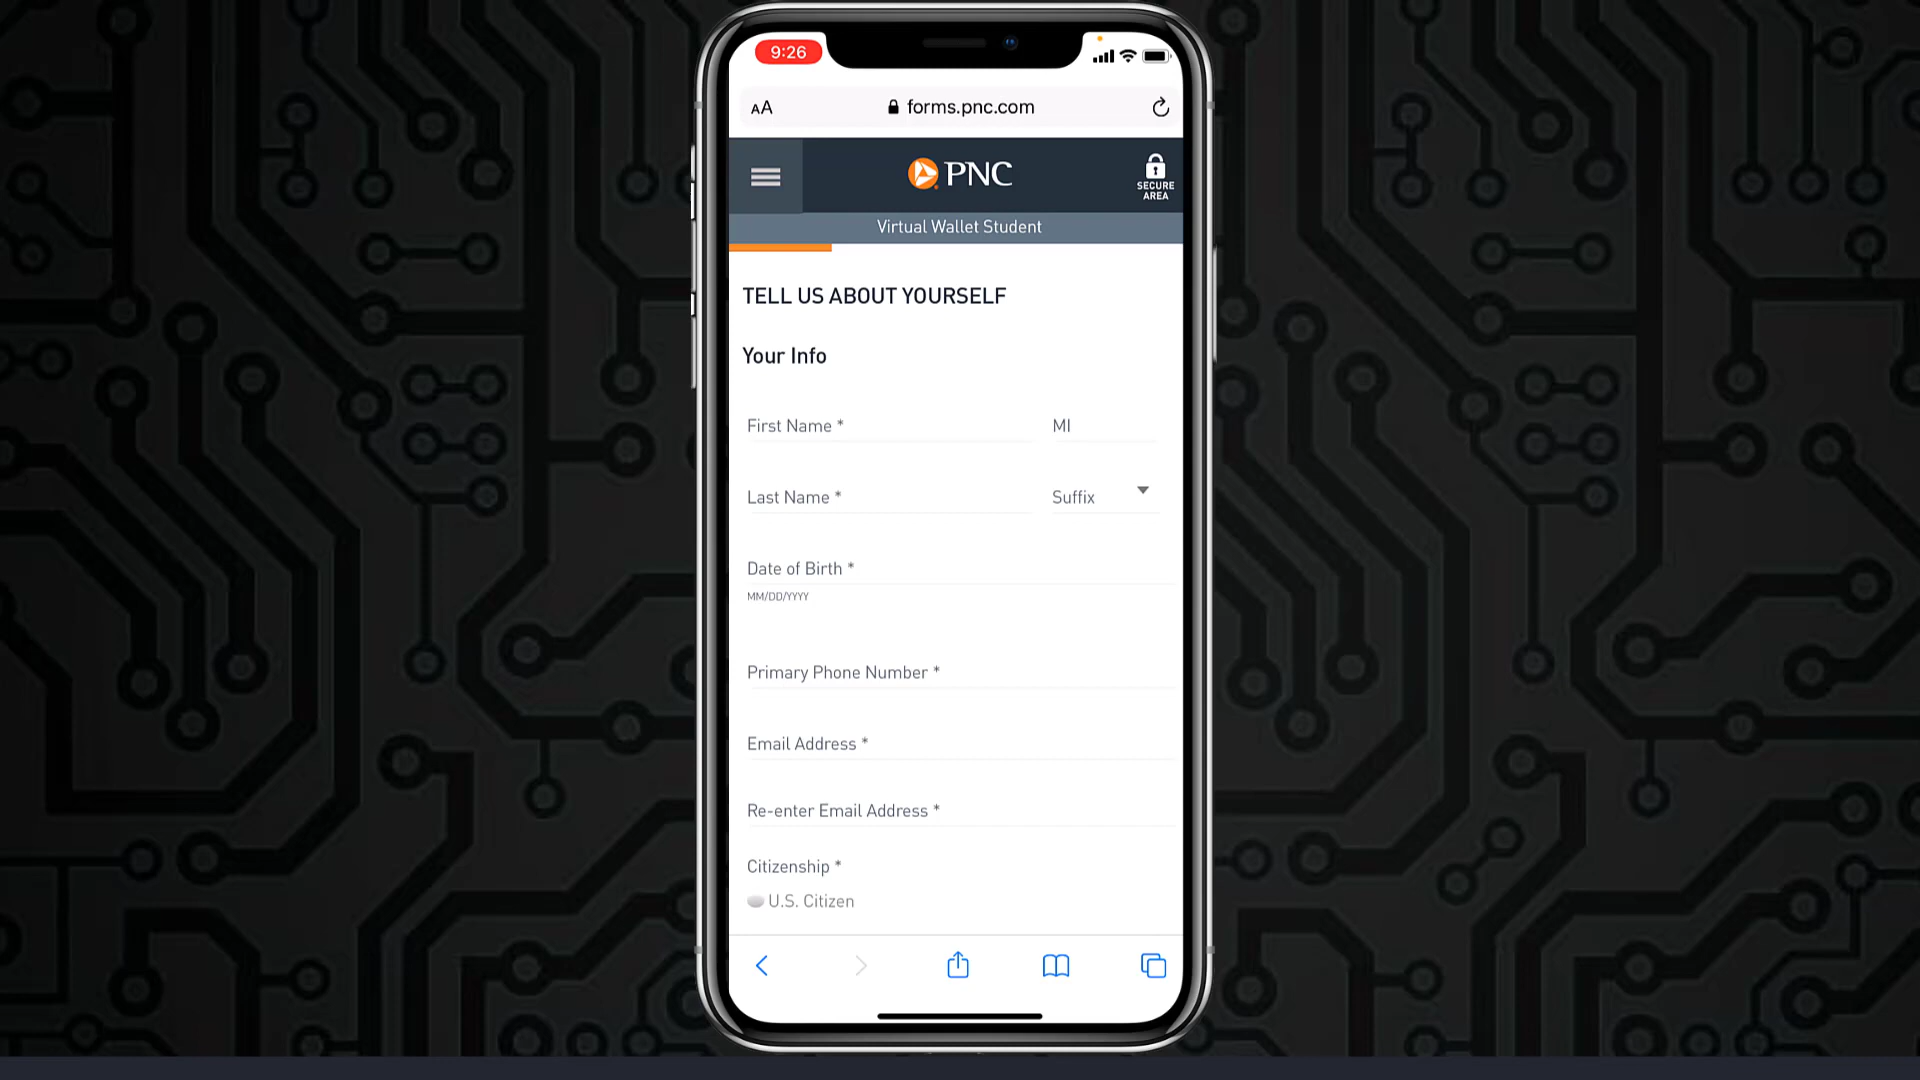 9:26
AA
forms.pnc.com
PNC
SECURE
AREA
Virtual Wallet Student
TELL US ABOUT YOURSELF
Your Info
First Name * MI
Last Name * Suffix
Date of Birth *
MM/DD/YYYY
Primary Phone Number *
Email Address *
Re-enter Email Address *
Citizenship *
U.S. Citizen